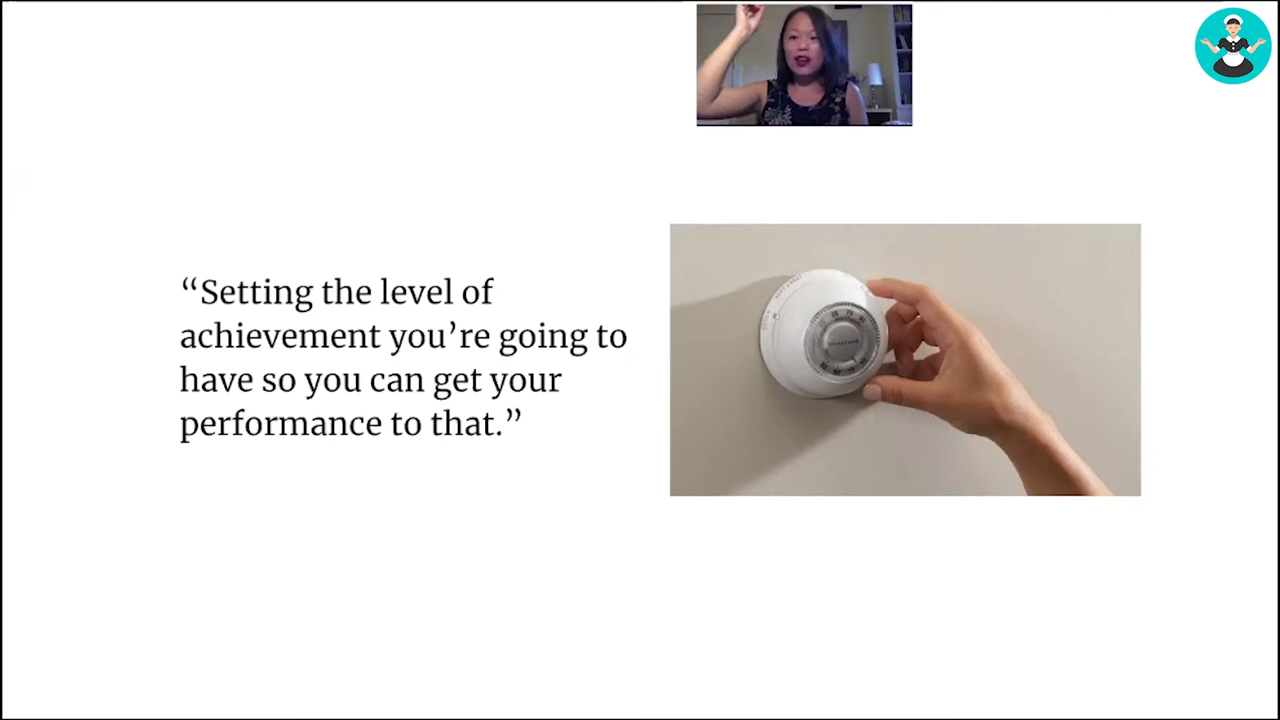 “Setting the level of
achievement you’re going to
have so you can get your
performance to that.”